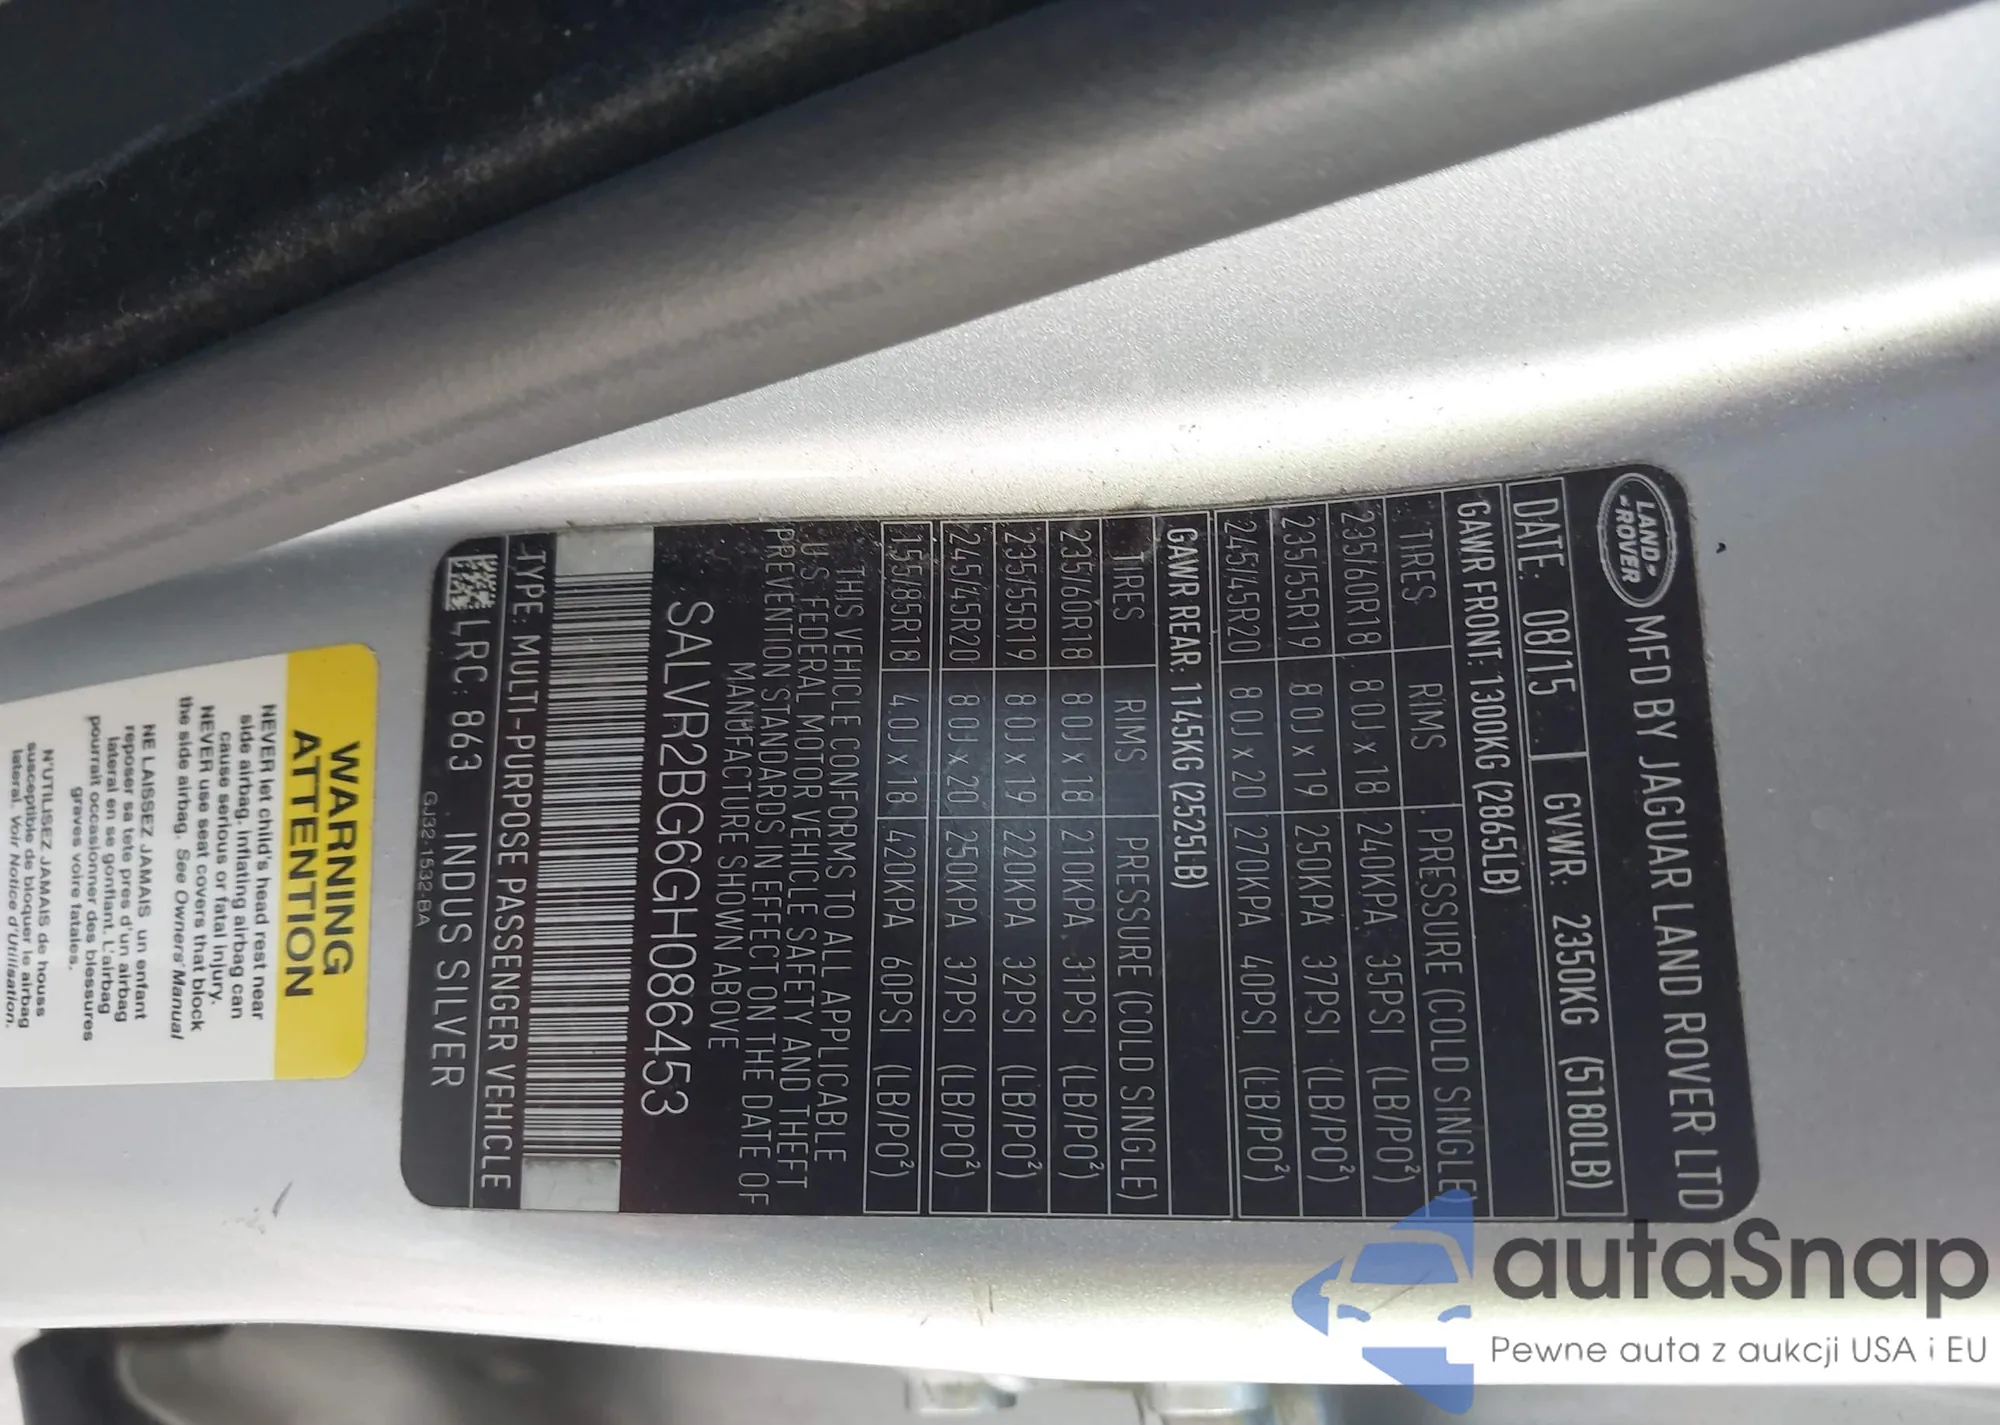 LAND-
-ROVER
MFD BY JAGUAR LAND ROVER LTD
DATE: 08/15 GVWR: 2350KG (5180LB)
GAWR FRONT: 1300KG (2865LB)
TIRES RIMS PRESSURE (COLD SINGLE)
235/60R18 8.0J x 18 240KPA, 35PSI (LB/PO²)
235/55R19 8.0J x 19 250KPA 37PSI (LB/PO²)
245/45R20 8.0J x 20 270KPA 40PSI (LB/PO²)
GAWR REAR: 1145KG (2525LB)
TIRES RIMS PRESSURE (COLD SINGLE)
235/60R18 8.0J x 18 210KPA, 31PSI (LB/PO²)
235/55R19 8.0J x 19 220KPA 32PSI (LB/PO²)
245/45R20 8.0J x 20 250KPA 37PSI (LB/PO²)
155/85R18 4.0J x 18 420KPA 60PSI (LB/PO²)
THIS VEHICLE CONFORMS TO ALL APPLICABLE
U S FEDERAL MOTOR VEHICLE SAFETY AND THEFT
PREVENTION STANDARDS IN EFFECT ON THE DATE OF
MANUFACTURE SHOWN ABOVE
SALVR2BG6GH086453
TYPE: MULTI-PURPOSE PASSENGER VEHICLE
LRC: 863 INDUS SILVER
GJ32-1532-BA
WARNING
ATTENTION
NEVER let child's head rest near
side airbag. Inflating airbag can
cause serious or fatal injury.
NEVER use seat covers that block
the side airbag. See Owners' Manual
NE LAISSEZ JAMAIS un enfant
reposer sa tete pres d'un airbag
lateral en se gonflant. L'airbag
pourrait occasionner des blessures
graves voire fatales.
N'UTILISEZ JAMAIS de houss
susceptible de bloquer le airbag
lateral. Voir Notice d'Utilisation.
autaSnap
Pewne auta z aukcji USA i EU